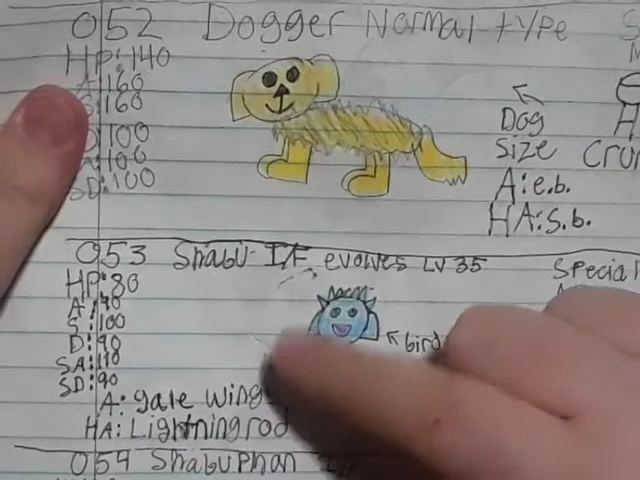 052 Dogger Normal type
HP:140
A:160
S:160
D:100
SA:100
SD:100
Dog
Size
A:e.b.
HA:S.b.
053 Shabu I/F evolves LV 35
HP:80
A:90
S:100
D:90
SA:110
SD:90
bird
A: gale wings
HA: Lightningrod
054 Shabuphan